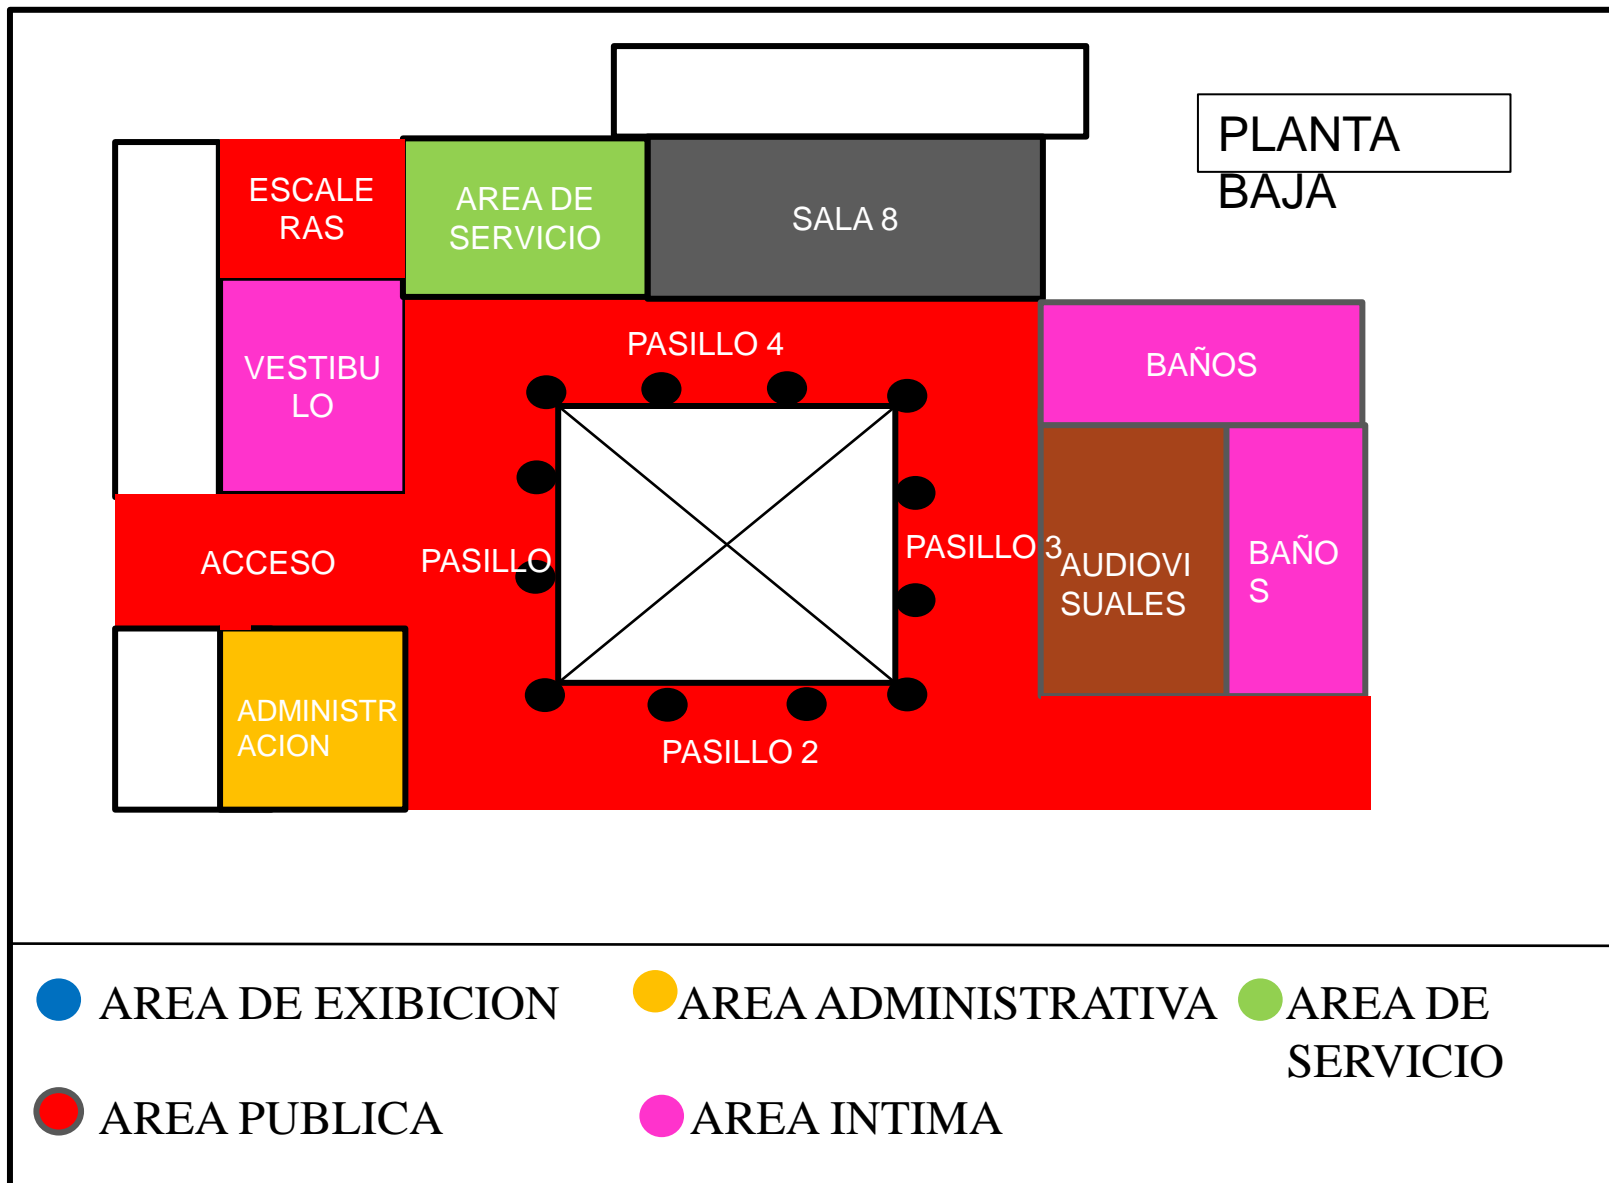 PLANTA
BAJA
ESCALE
RAS
AREA DE
SERVICIO
SALA 8
VESTIBU
LO
PASILLO 4
BAÑOS
ACCESO
PASILLO
PASILLO 3
AUDIOVI
SUALES
BAÑO
S
ADMINISTR
ACION
PASILLO 2
AREA DE EXIBICION
AREA ADMINISTRATIVA
AREA DE
SERVICIO
AREA PUBLICA
AREA INTIMA